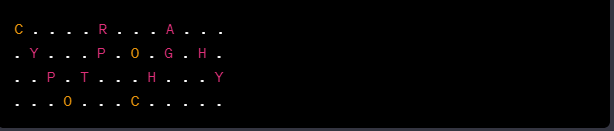 C . . . . R . . . A . . .
. Y . . . P . O . G . H .
. . P . T . . . H . . . Y
. . . O . . . C . . . . .